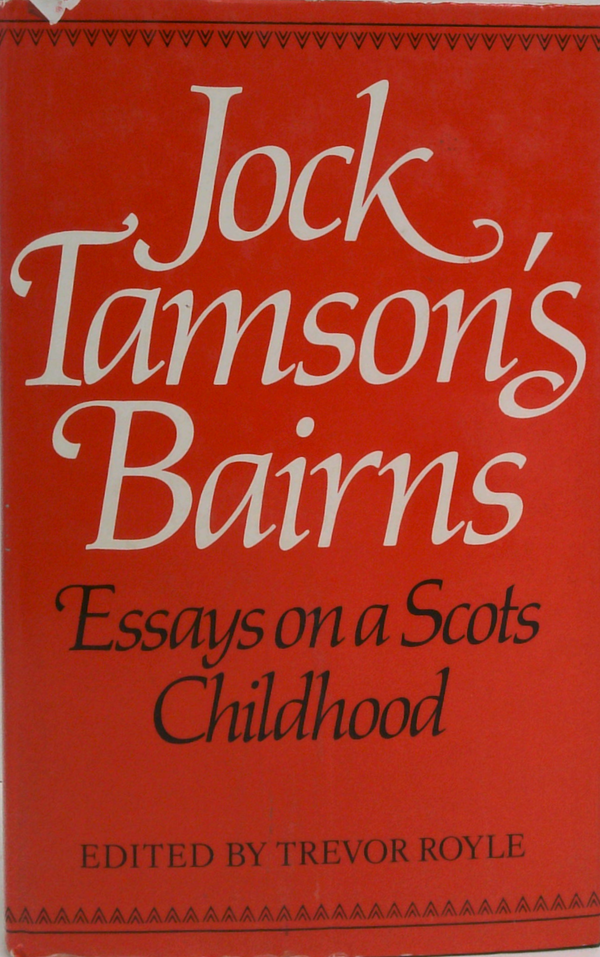 Jock
Tamson's
Bairns
Essays on a Scots
Childhood
EDITED BY TREVOR ROYLE